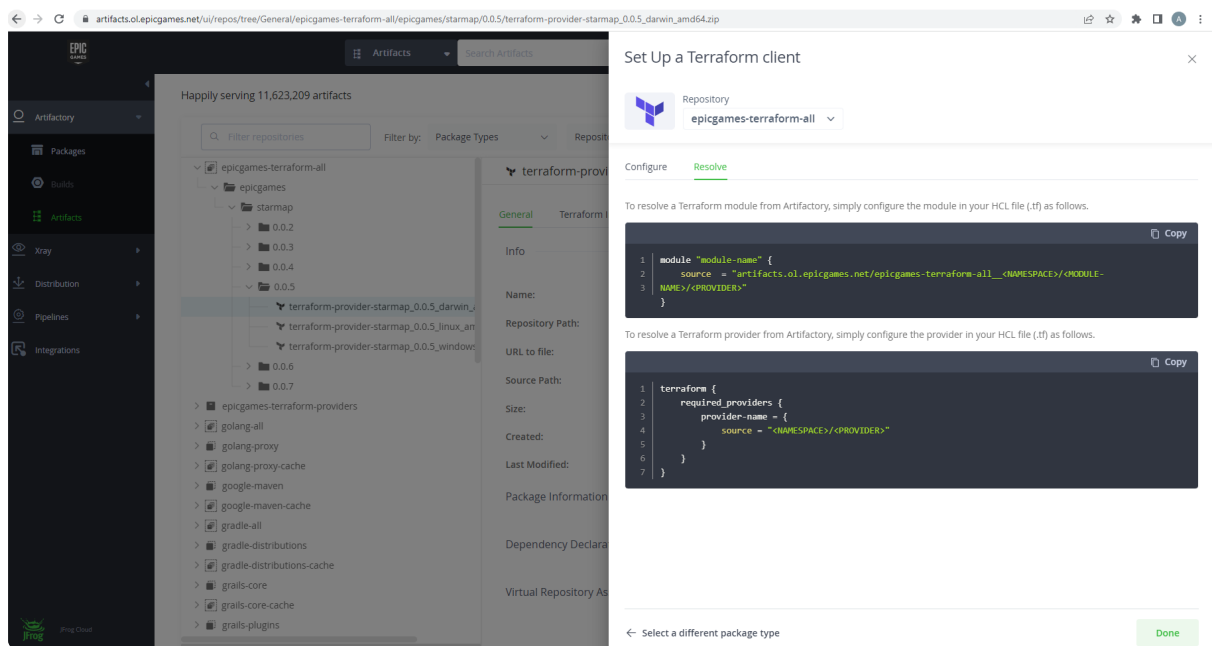 artifacts.ol.epicgames.net/ui/repos/tree/General/epicgames-terraform-all/epicgames/starmap/0.0.5/terraform-provider-starmap_0.0.5_darwin_amd64.zip
A
EPIC
GAMES
Artifacts
Search Artifacts
Artifactory
Packages
Builds
Artifacts
Xray
Distribution
Pipelines
Integrations
JFrog
JFrog Cloud
Happily serving 11,623,209 artifacts
Filter repositories
Filter by: Package Types
Reposit
epicgames-terraform-all
epicgames
starmap
0.0.2
0.0.3
0.0.4
0.0.5
terraform-provider-starmap_0.0.5_darwin_
terraform-provider-starmap_0.0.5_linux_am
terraform-provider-starmap_0.0.5_window
0.0.6
0.0.7
epicgames-terraform-providers
golang-all
golang-proxy
golang-proxy-cache
google-maven
google-maven-cache
gradle-all
gradle-distributions
gradle-distributions-cache
grails-core
grails-core-cache
grails-plugins
terraform-provi
General Terraform I
Info
Name:
Repository Path:
URL to file:
Source Path:
Size:
Created:
Last Modified:
Package Information
Dependency Declara
Virtual Repository As
Set Up a Terraform client
Repository
epicgames-terraform-all
Configure Resolve
To resolve a Terraform module from Artifactory, simply configure the module in your HCL file (.tf) as follows.
Copy
1 module "module-name" {
2 source = "artifacts.ol.epicgames.net/epicgames-terraform-all__<NAMESPACE>/<MODULE-
3 NAME>/<PROVIDER>"
}
To resolve a Terraform provider from Artifactory, simply configure the provider in your HCL file (.tf) as follows.
Copy
1 terraform {
2 required_providers {
3 provider-name = {
4 source = "<NAMESPACE>/<PROVIDER>"
5 }
6 }
7 }
Select a different package type
Done